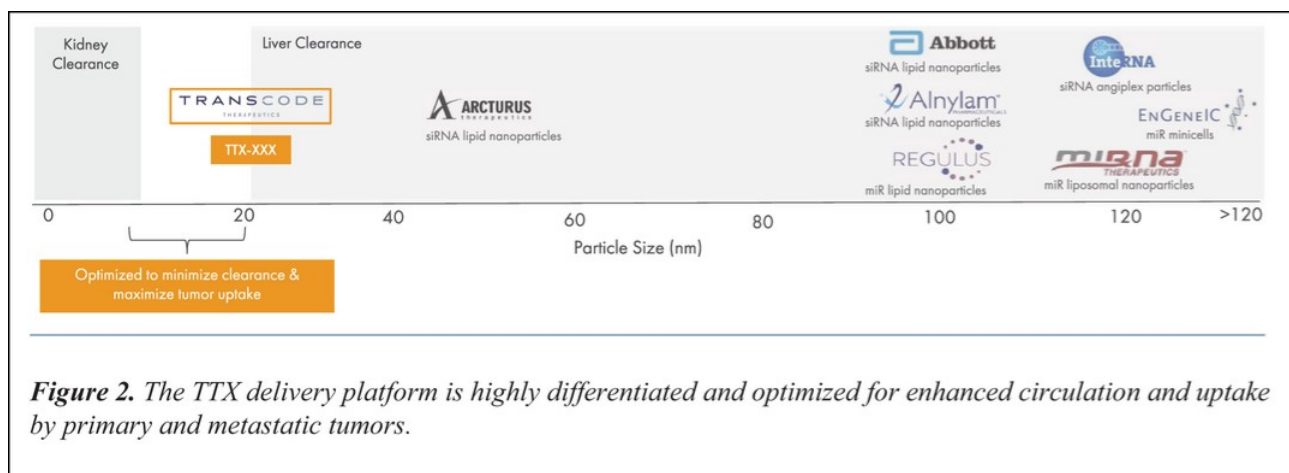 Kidney
Clearance
Liver Clearance
TRANSCODE
THERAPEUTICS
TTX-XXX
ARCTURUS
therapeutics
siRNA lipid nanoparticles
Abbott
siRNA lipid nanoparticles
Alnylam
PHARMACEUTICALS
siRNA lipid nanoparticles
REGULUS
miR lipid nanoparticles
InteRNA
siRNA angiplex particles
ENGENEIC
miR minicells
miRna
THERAPEUTICS
miR liposomal nanoparticles
0 20 40 60 80 100 120 >120
Particle Size (nm)
Optimized to minimize clearance &
maximize tumor uptake
Figure 2. The TTX delivery platform is highly differentiated and optimized for enhanced circulation and uptake
by primary and metastatic tumors.